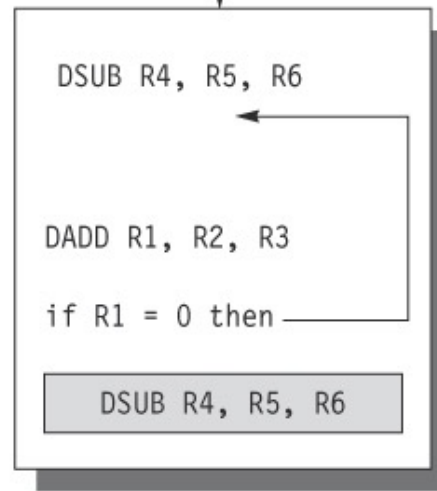 DSUB R4, R5, R6
DADD R1, R2, R3
if R1 = 0 then
DSUB R4, R5, R6